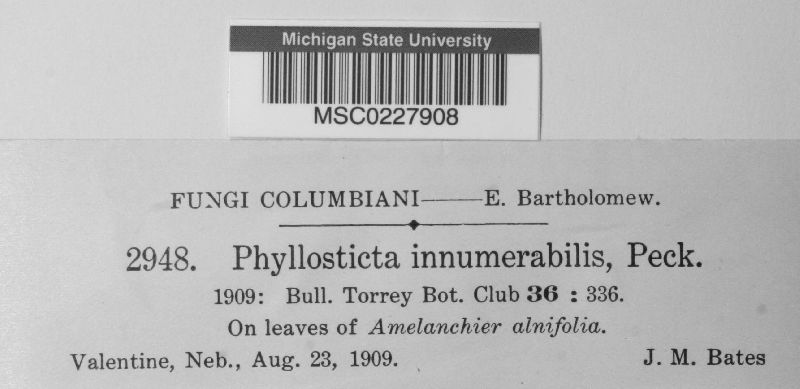 Michigan State University
MSC0227908
FUNGI COLUMBIANI——E. Bartholomew.
2948. Phyllosticta innumerabilis, Peck.
1909: Bull. Torrey Bot. Club 36 : 336.
On leaves of Amelanchier alnifolia.
Valentine, Neb., Aug. 23, 1909. J. M. Bates